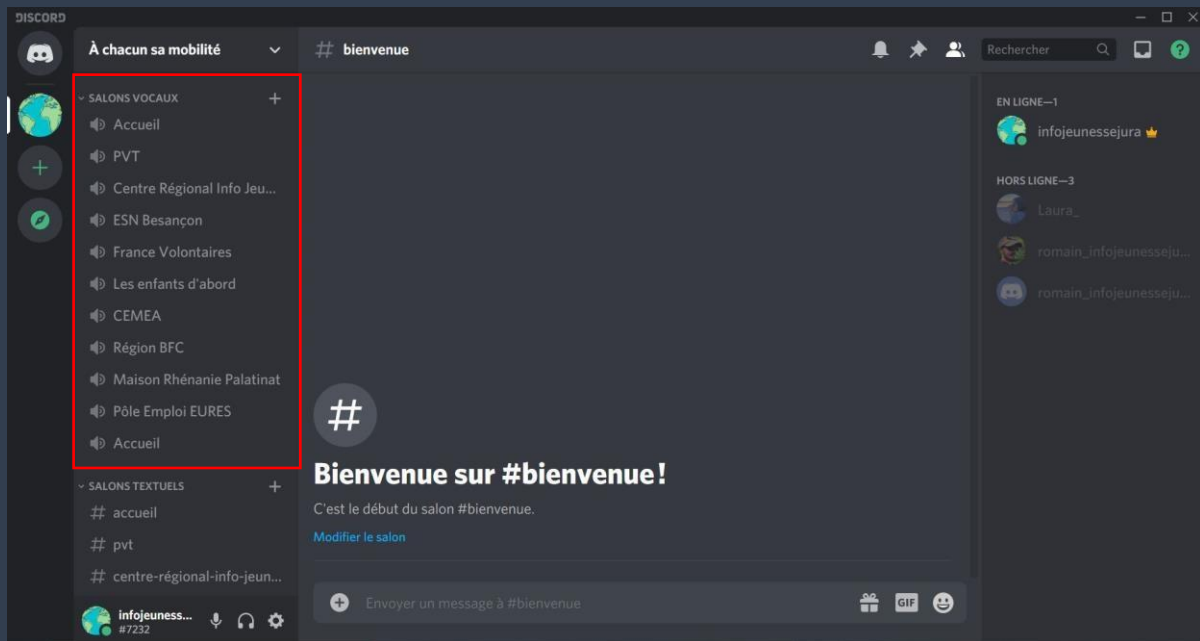 DISCORD
À chacun sa mobilité
SALONS VOCAUX
Accueil
PVT
Centre Régional Info Jeu...
ESN Besançon
France Volontaires
Les enfants d'abord
CEMEA
Région BFC
Maison Rhénanie Palatinat
Pôle Emploi EURES
Accueil
SALONS TEXTUELS
# accueil
# pvt
# centre-régional-info-jeun...
infojeuness...
#7232
# bienvenue
Rechercher
Bienvenue sur #bienvenue !
C'est le début du salon #bienvenue.
Modifier le salon
Envoyer un message à #bienvenue
GIF
EN LIGNE—1
infojeunessejura
HORS LIGNE—3
Laura_
romain_infojeunesseju...
romain_infojeunesseju...